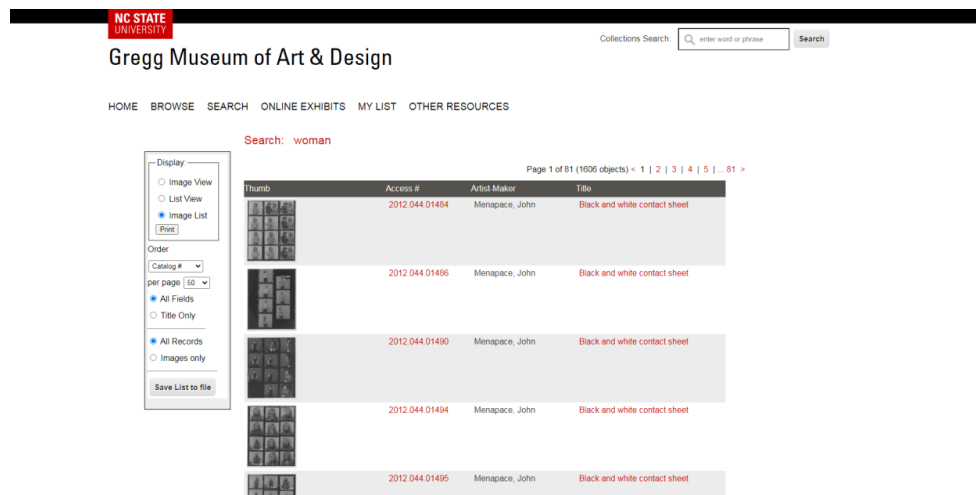 NC STATE
UNIVERSITY
Gregg Museum of Art & Design
Collections Search: enter word or phrase Search
HOME BROWSE SEARCH ONLINE EXHIBITS MY LIST OTHER RESOURCES
Search: woman
Display:
Image View
List View
Image List
Print
Order
Catalog #
per page 50
All Fields
Title Only
All Records
Images only
Save List to file
Page 1 of 81 (1606 objects) < 1 | 2 | 3 | 4 | 5 | ... 81 >
Thumb Access # Artist-Maker Title
2012.044.01484 Menapace, John Black and white contact sheet
2012.044.01486 Menapace, John Black and white contact sheet
2012.044.01490 Menapace, John Black and white contact sheet
2012.044.01494 Menapace, John Black and white contact sheet
2012.044.01495 Menapace, John Black and white contact sheet